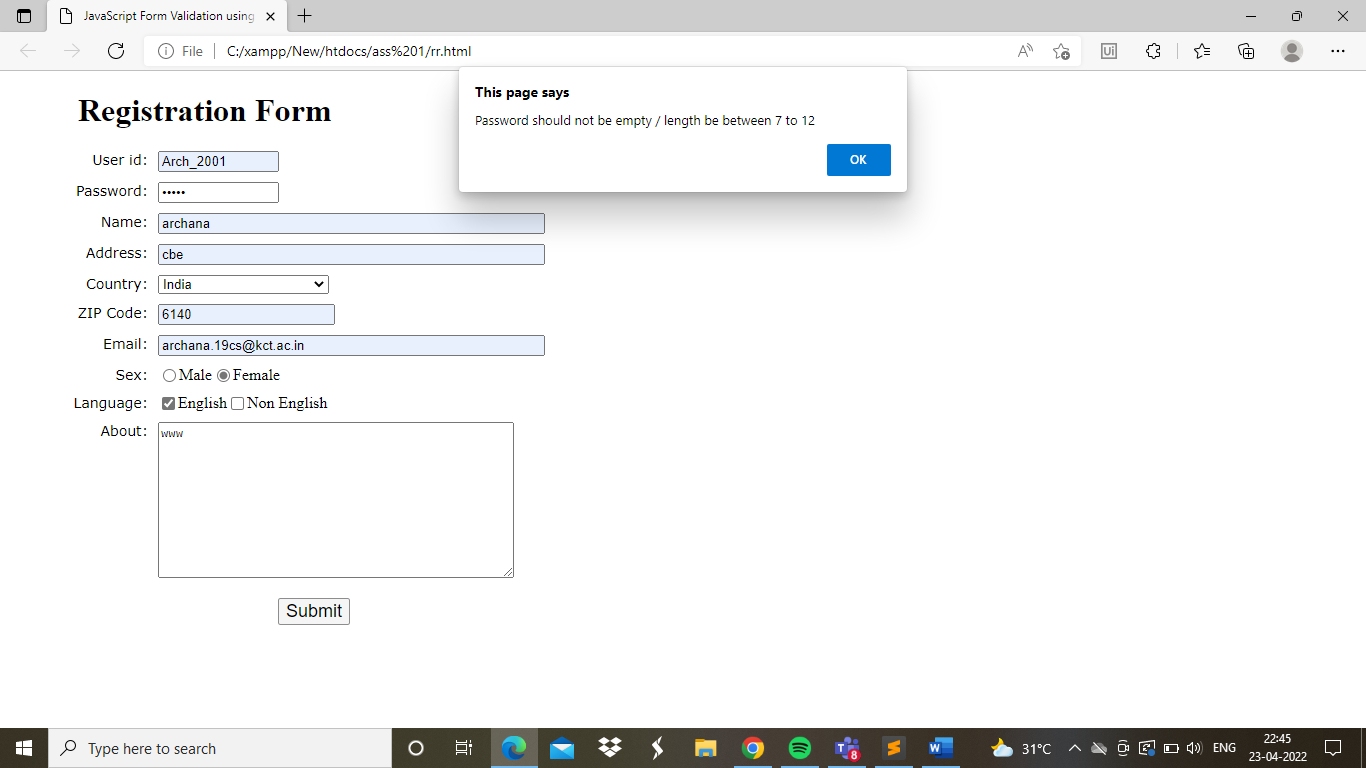 JavaScript Form Validation using
File
C:/xampp/New/htdocs/ass%201/rr.html
This page says
Password should not be empty / length be between 7 to 12
OK
Registration Form
User id: Arch_2001
Password: •••••
Name: archana
Address: cbe
Country: India
ZIP Code: 6140
Email: archana.19cs@kct.ac.in
Sex: Male Female
Language: English Non English
About: www
Submit
Type here to search
31°C
ENG
22:45
23-04-2022
8